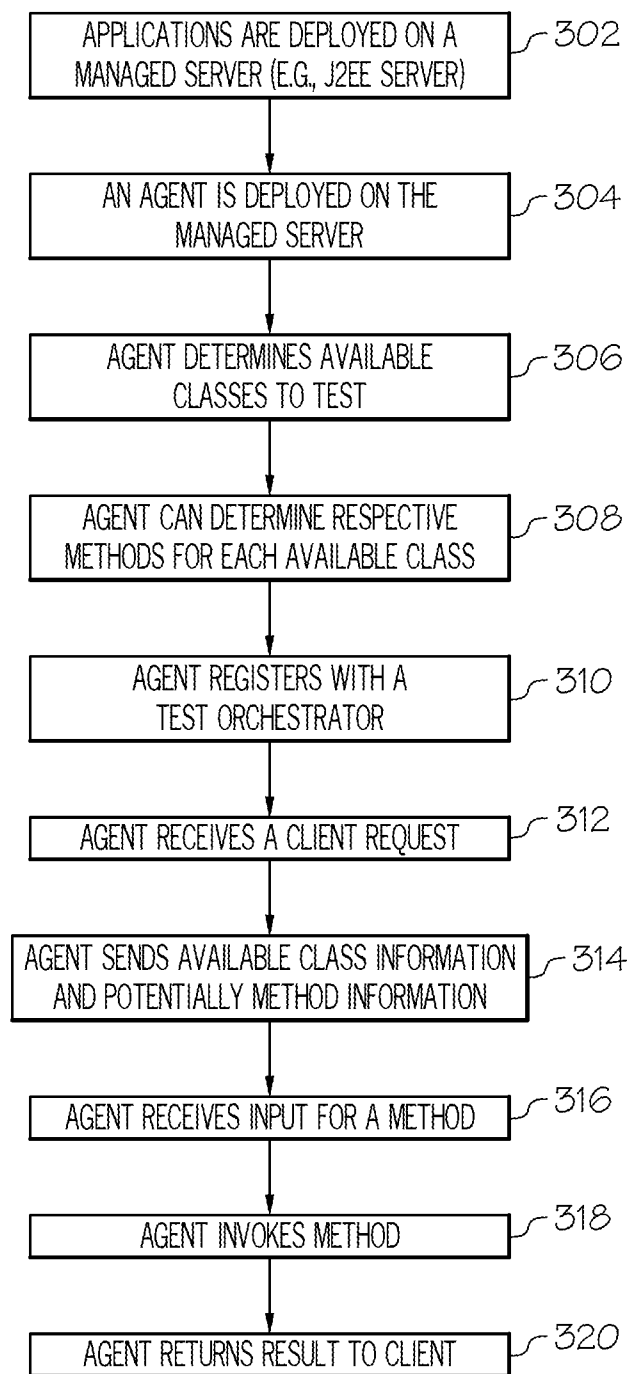 APPLICATIONS ARE DEPLOYED ON A
MANAGED SERVER (E.G., J2EE SERVER)
302
AN AGENT IS DEPLOYED ON THE
MANAGED SERVER
304
AGENT DETERMINES AVAILABLE
CLASSES TO TEST
306
AGENT CAN DETERMINE RESPECTIVE
METHODS FOR EACH AVAILABLE CLASS
308
AGENT REGISTERS WITH A
TEST ORCHESTRATOR
310
AGENT RECEIVES A CLIENT REQUEST
312
AGENT SENDS AVAILABLE CLASS INFORMATION
AND POTENTIALLY METHOD INFORMATION
314
AGENT RECEIVES INPUT FOR A METHOD
316
AGENT INVOKES METHOD
318
AGENT RETURNS RESULT TO CLIENT
320